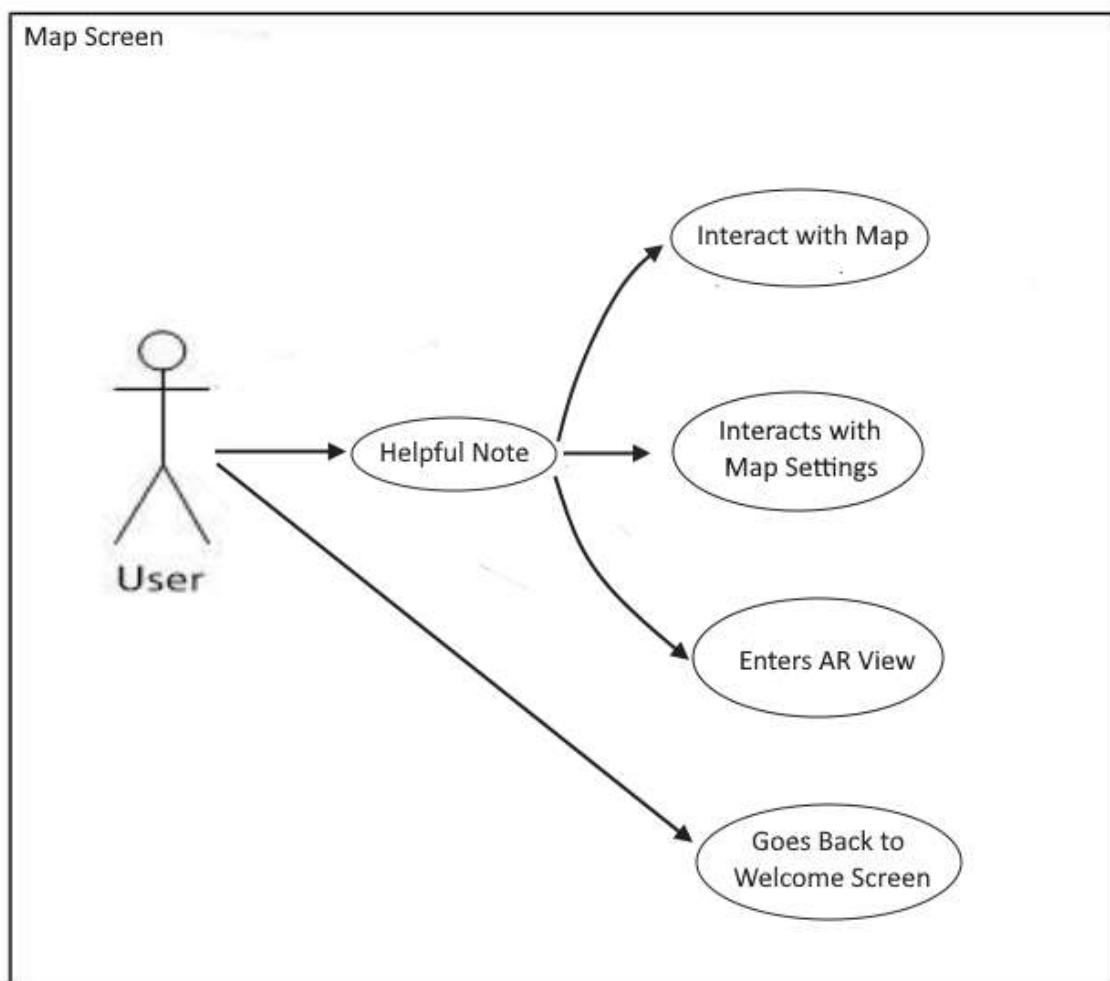 Map Screen
Interact with Map
Interacts with
Map Settings
Helpful Note
Enters AR View
User
Goes Back to
Welcome Screen